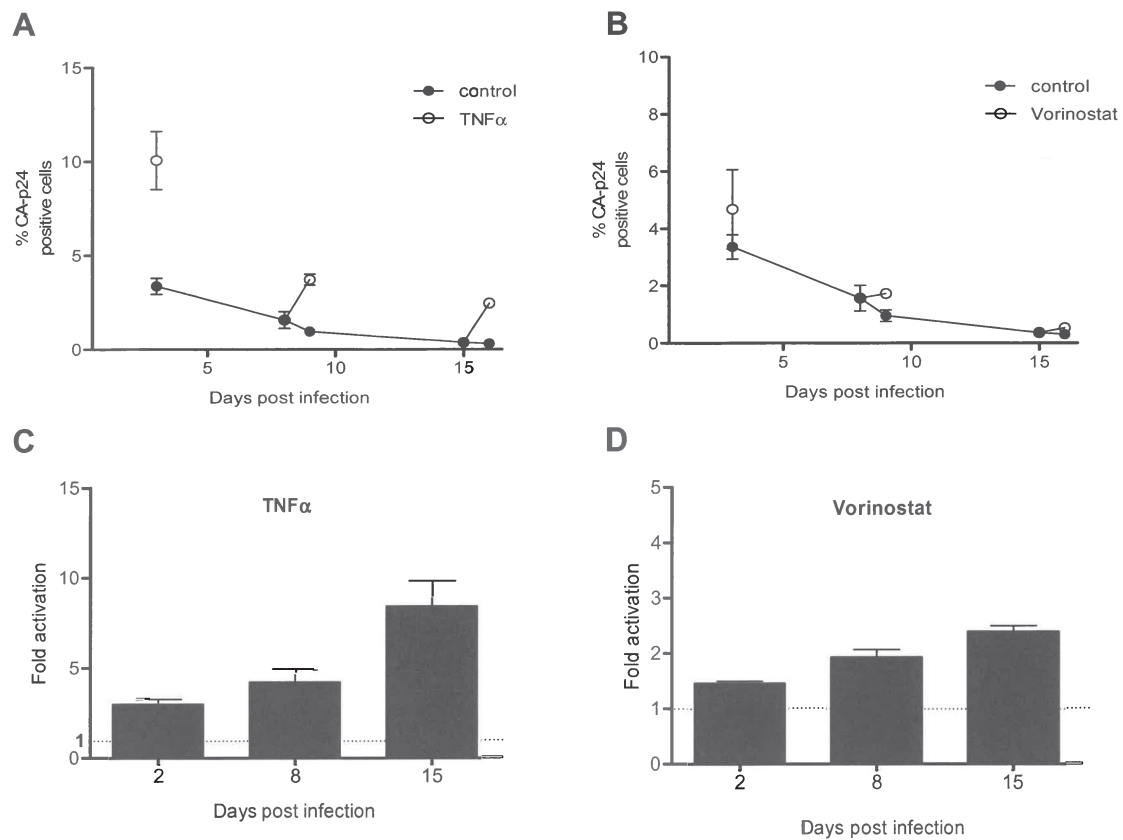 A
15
10
5
0
% CA-p24
positive cells
control
TNFα
5
10
15
Days post infection
B
10
8
6
4
2
0
% CA-p24
positive cells
control
Vorinostat
5
10
15
Days post infection
C
15
10
5
1
0
Fold activation
TNFα
2
8
15
Days post infection
D
5
4
3
2
1
0
Fold activation
Vorinostat
2
8
15
Days post infection